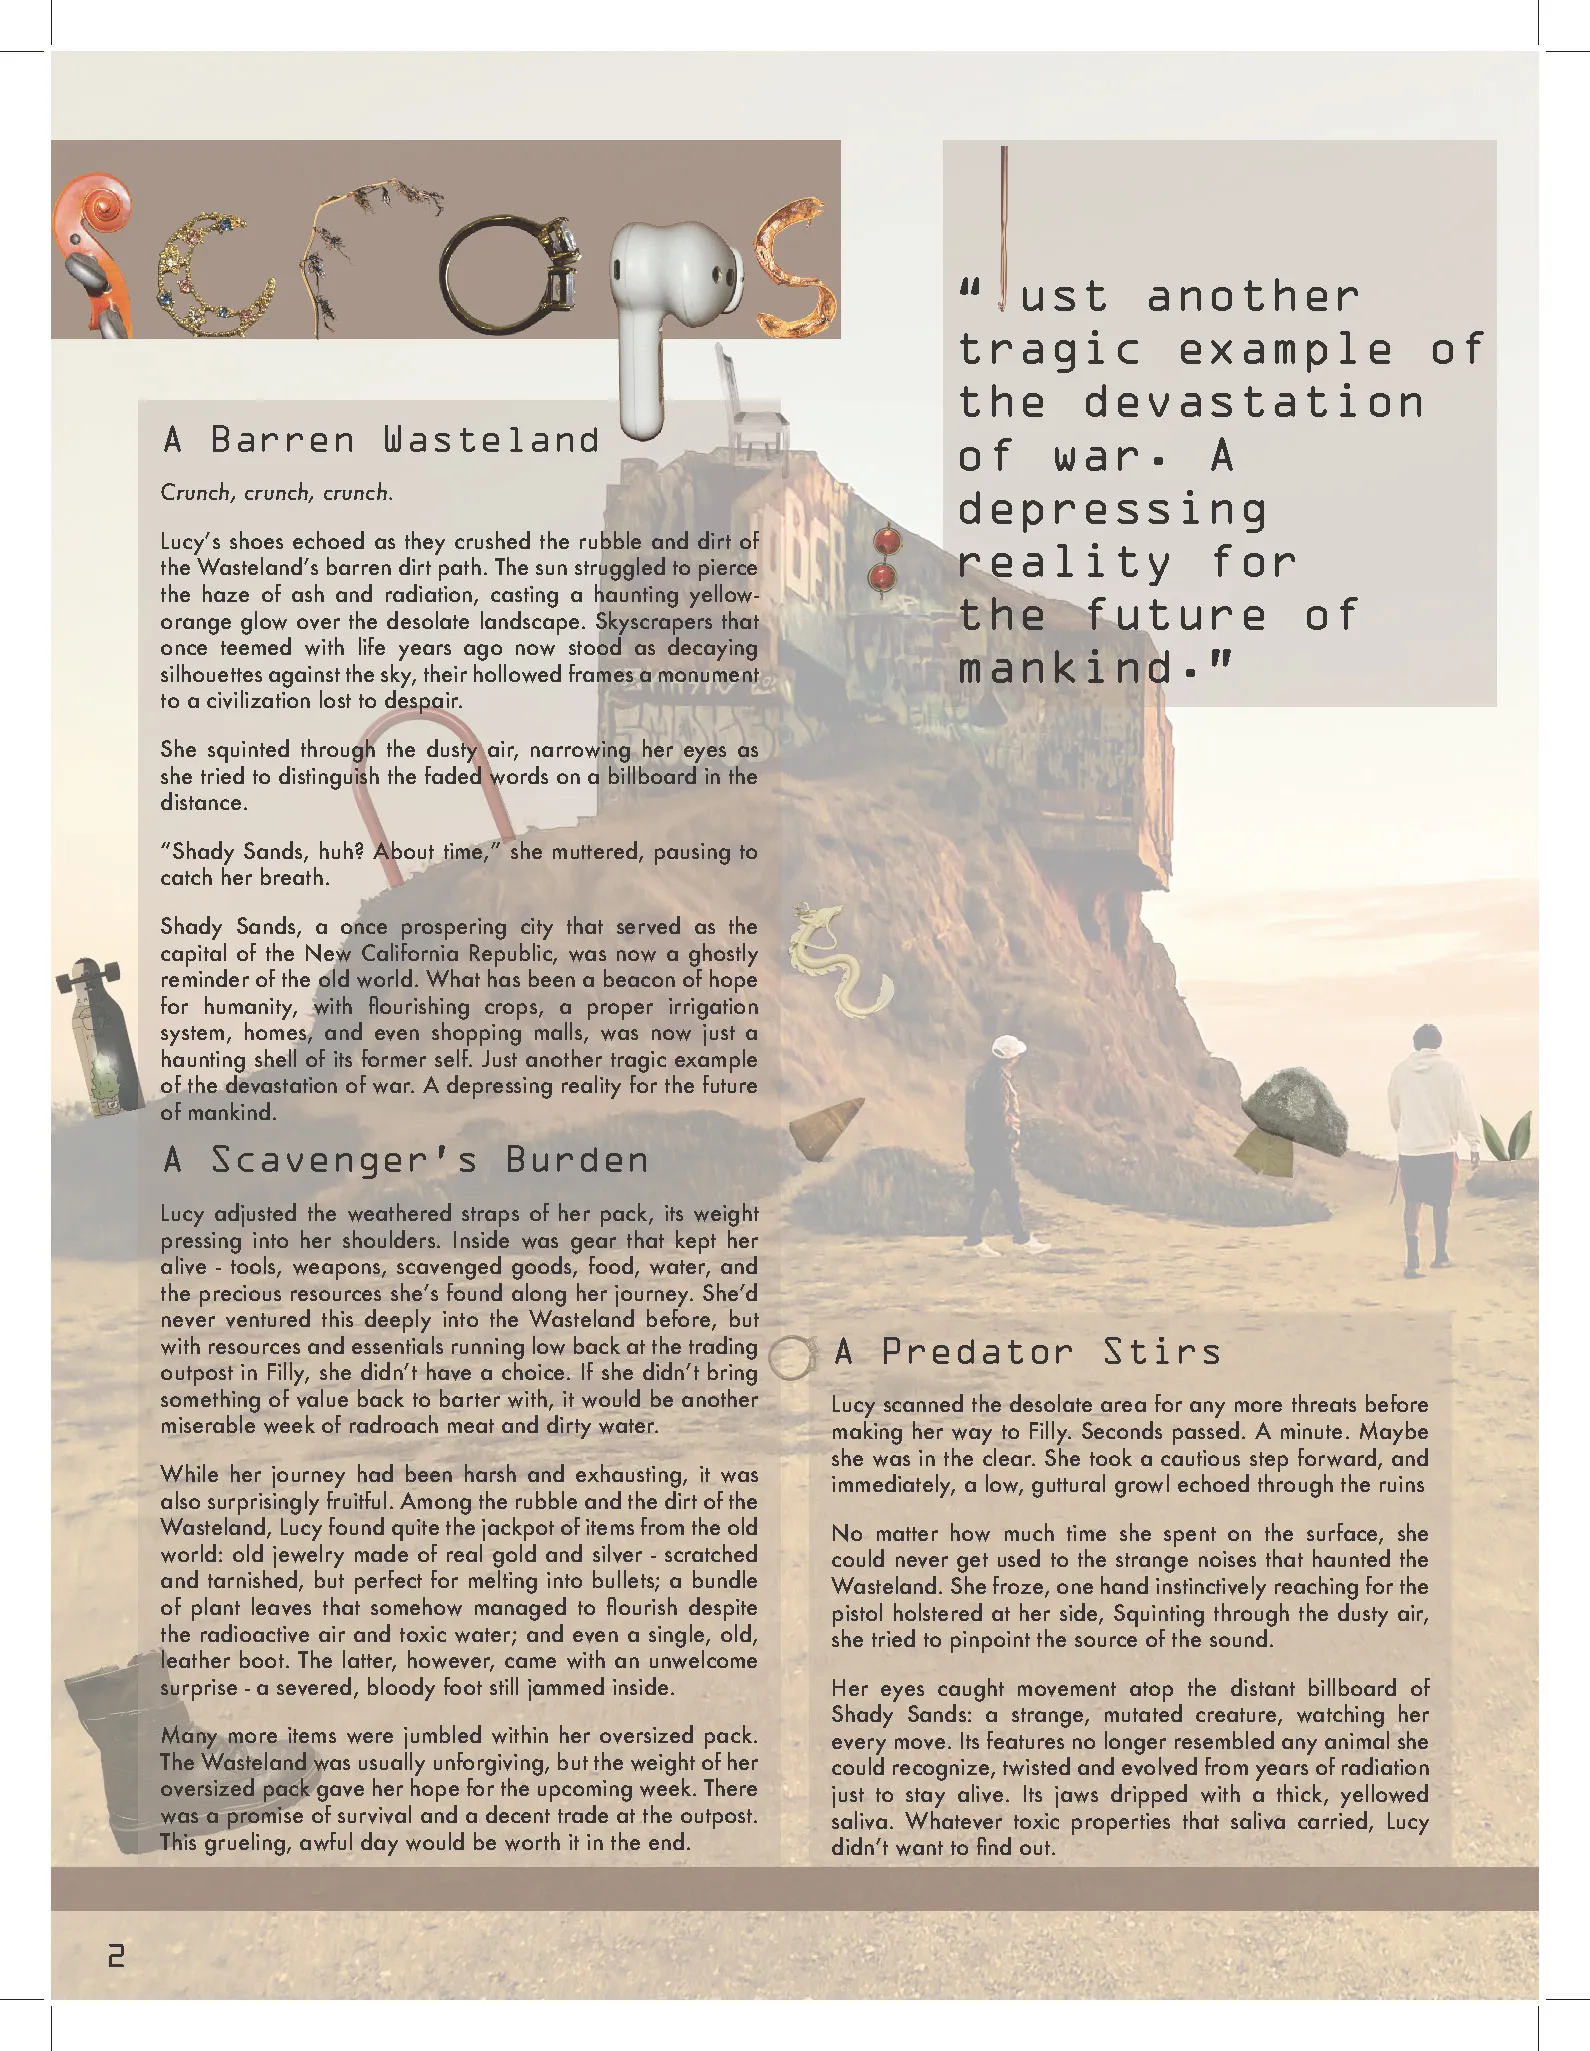 Scraps
A Barren Wasteland
Crunch, crunch, crunch.
Lucy’s shoes echoed as they crushed the rubble and dirt of
the Wasteland’s barren dirt path. The sun struggled to pierce
the haze of ash and radiation, casting a haunting yellow-
orange glow over the desolate landscape. Skyscrapers that
once teemed with life years ago now stood as decaying
silhouettes against the sky, their hollowed frames a monument
to a civilization lost to despair.
She squinted through the dusty air, narrowing her eyes as
she tried to distinguish the faded words on a billboard in the
distance.
“Shady Sands, huh? About time,” she muttered, pausing to
catch her breath.
Shady Sands, a once prospering city that served as the
capital of the New California Republic, was now a ghostly
reminder of the old world. What has been a beacon of hope
for humanity, with flourishing crops, a proper irrigation
system, homes, and even shopping malls, was now just a
haunting shell of its former self. Just another tragic example
of the devastation of war. A depressing reality for the future
of mankind.
A Scavenger's Burden
Lucy adjusted the weathered straps of her pack, its weight
pressing into her shoulders. Inside was gear that kept her
alive - tools, weapons, scavenged goods, food, water, and
the precious resources she’s found along her journey. She’d
never ventured this deeply into the Wasteland before, but
with resources and essentials running low back at the trading
outpost in Filly, she didn’t have a choice. If she didn’t bring
something of value back to barter with, it would be another
miserable week of radroach meat and dirty water.
While her journey had been harsh and exhausting, it was
also surprisingly fruitful. Among the rubble and the dirt of the
Wasteland, Lucy found quite the jackpot of items from the old
world: old jewelry made of real gold and silver - scratched
and tarnished, but perfect for melting into bullets; a bundle
of plant leaves that somehow managed to flourish despite
the radioactive air and toxic water; and even a single, old,
leather boot. The latter, however, came with an unwelcome
surprise - a severed, bloody foot still jammed inside.
Many more items were jumbled within her oversized pack.
The Wasteland was usually unforgiving, but the weight of her
oversized pack gave her hope for the upcoming week. There
was a promise of survival and a decent trade at the outpost.
This grueling, awful day would be worth it in the end.
“Just another
tragic example of
the devastation
of war. A
depressing
reality for
the future of
mankind."
A Predator Stirs
Lucy scanned the desolate area for any more threats before
making her way to Filly. Seconds passed. A minute. Maybe
she was in the clear. She took a cautious step forward, and
immediately, a low, guttural growl echoed through the ruins
No matter how much time she spent on the surface, she
could never get used to the strange noises that haunted the
Wasteland. She froze, one hand instinctively reaching for the
pistol holstered at her side, Squinting through the dusty air,
she tried to pinpoint the source of the sound.
Her eyes caught movement atop the distant billboard of
Shady Sands: a strange, mutated creature, watching her
every move. Its features no longer resembled any animal she
could recognize, twisted and evolved from years of radiation
just to stay alive. Its jaws dripped with a thick, yellowed
saliva. Whatever toxic properties that saliva carried, Lucy
didn’t want to find out.
2